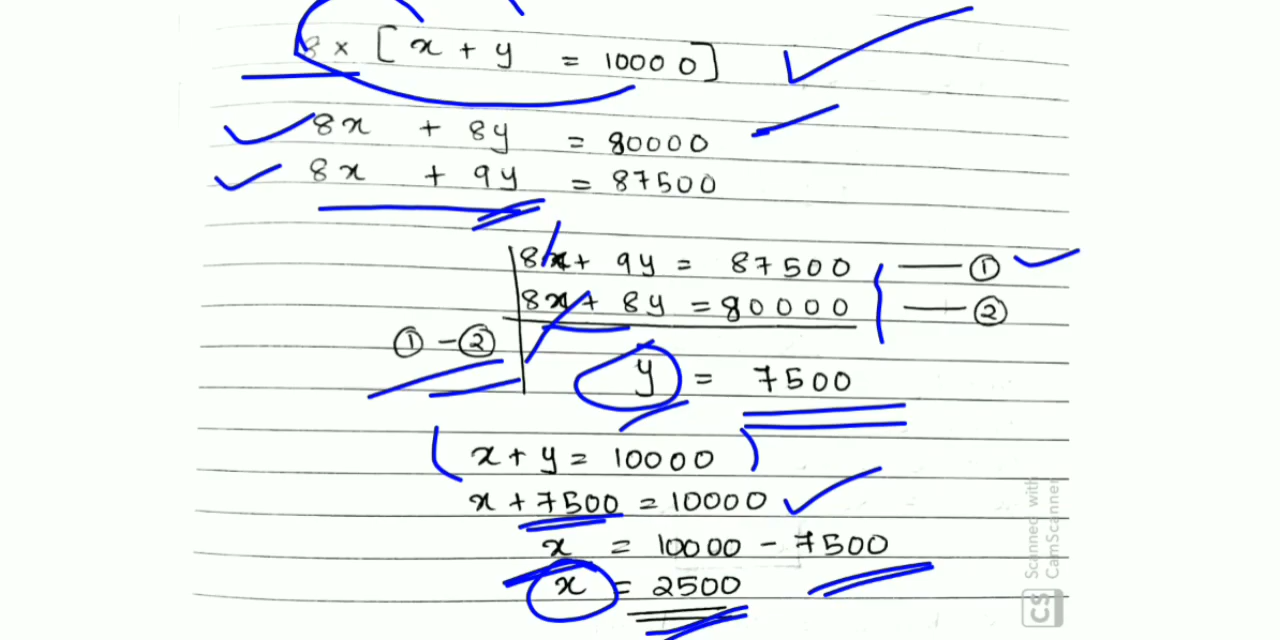 8 × [ x + y = 10000 ]
8x + 8y = 80000
8x + 9y = 87500
8x + 9y = 87500 — ①
8x + 8y = 80000 — ②
① - ②
y = 7500
x + y = 10000
x + 7500 = 10000
x = 10000 - 7500
x = 2500
CS Scanned with CamScanner